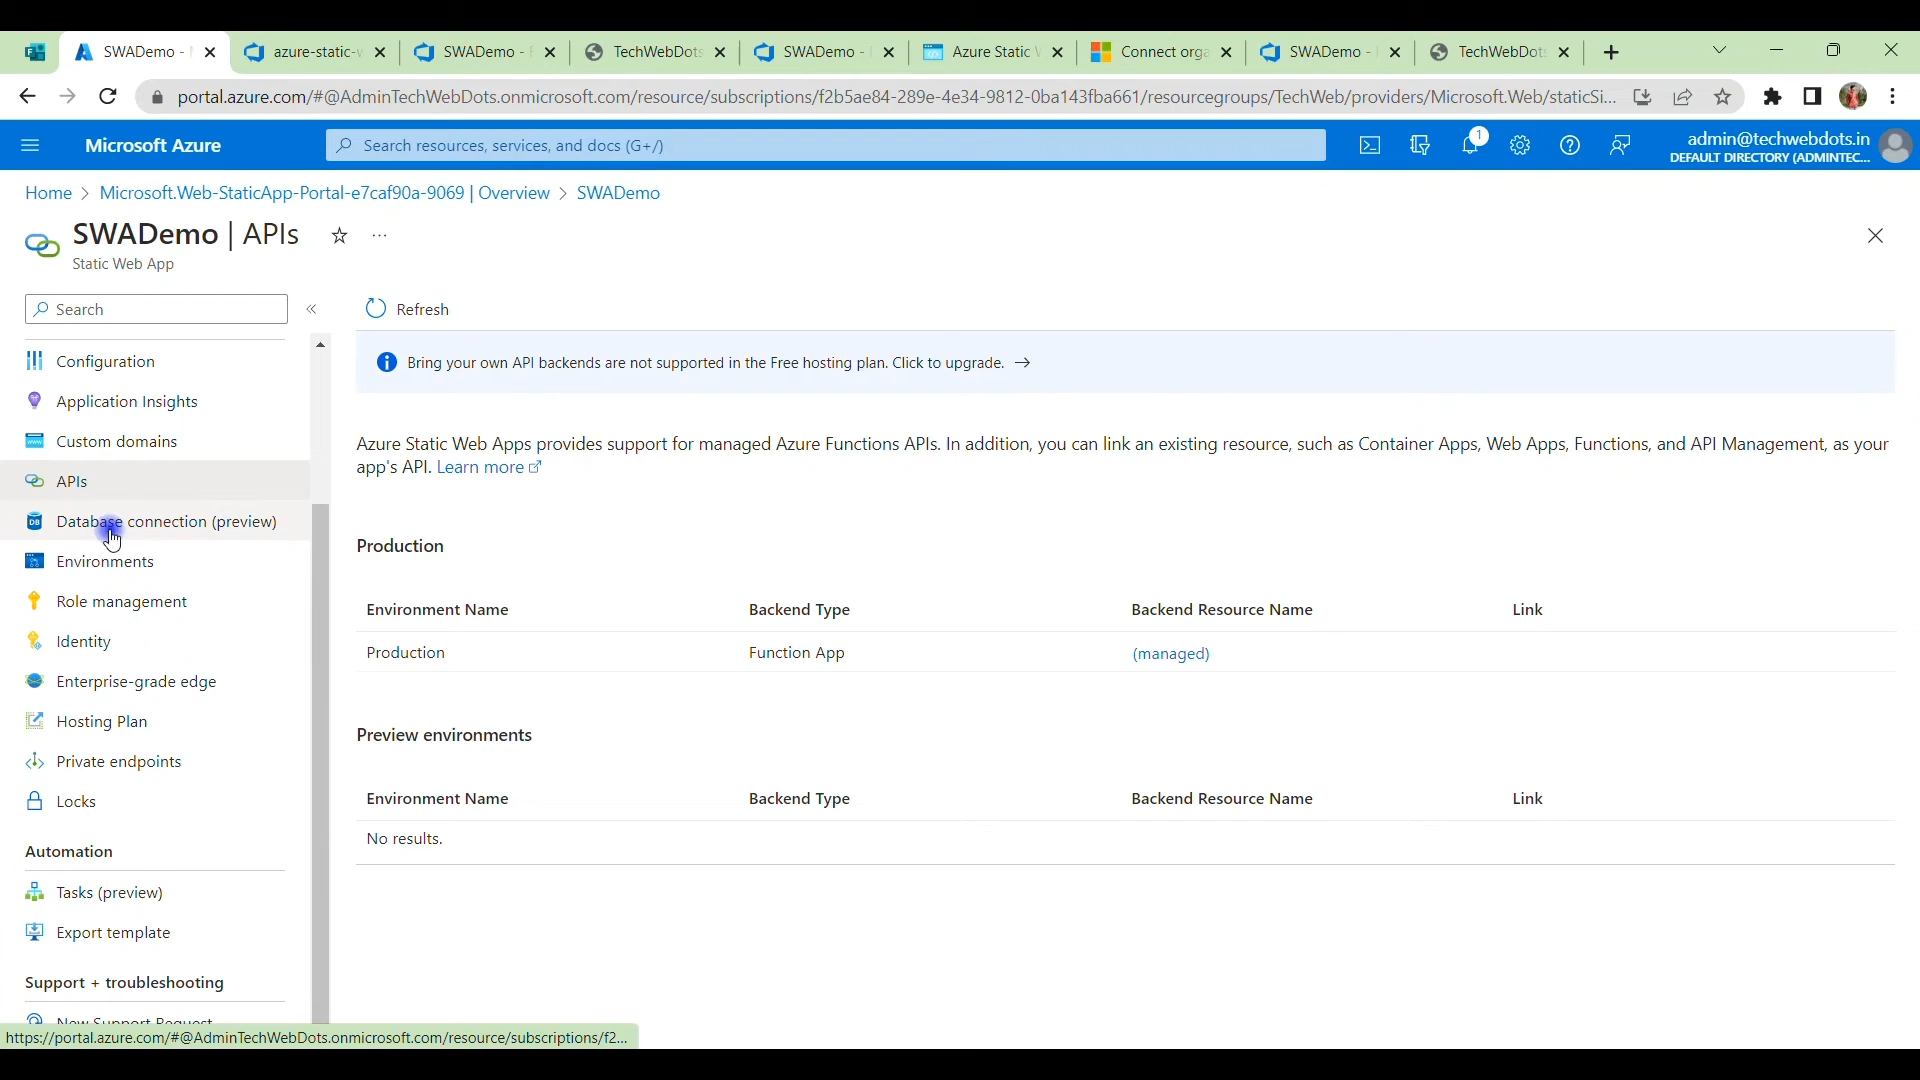 SWADemo -
azure-static-w
SWADemo -
TechWebDots
SWADemo -
Azure Static
Connect orga
SWADemo -
TechWebDots
portal.azure.com/#@AdminTechWebDots.onmicrosoft.com/resource/subscriptions/f2b5ae84-289e-4e34-9812-0ba143fba661/resourcegroups/TechWeb/providers/Microsoft.Web/staticSi...
Microsoft Azure
Search resources, services, and docs (G+/)
1
admin@techwebdots.in
DEFAULT DIRECTORY (ADMINTEC...
Home > Microsoft.Web-StaticApp-Portal-e7caf90a-9069 | Overview > SWADemo
SWADemo | APIs
Static Web App
Search
Refresh
Configuration
Bring your own API backends are not supported in the Free hosting plan. Click to upgrade. →
Application Insights
Custom domains
APIs
Database connection (preview)
Environments
Role management
Identity
Enterprise-grade edge
Hosting Plan
Private endpoints
Locks
Automation
Tasks (preview)
Export template
Support + troubleshooting
New Support Request
Azure Static Web Apps provides support for managed Azure Functions APIs. In addition, you can link an existing resource, such as Container Apps, Web Apps, Functions, and API Management, as your
app's API. Learn more
Production
Environment Name Backend Type Backend Resource Name Link
Production Function App (managed)
Preview environments
Environment Name Backend Type Backend Resource Name Link
No results.
https://portal.azure.com/#@AdminTechWebDots.onmicrosoft.com/resource/subscriptions/f2...